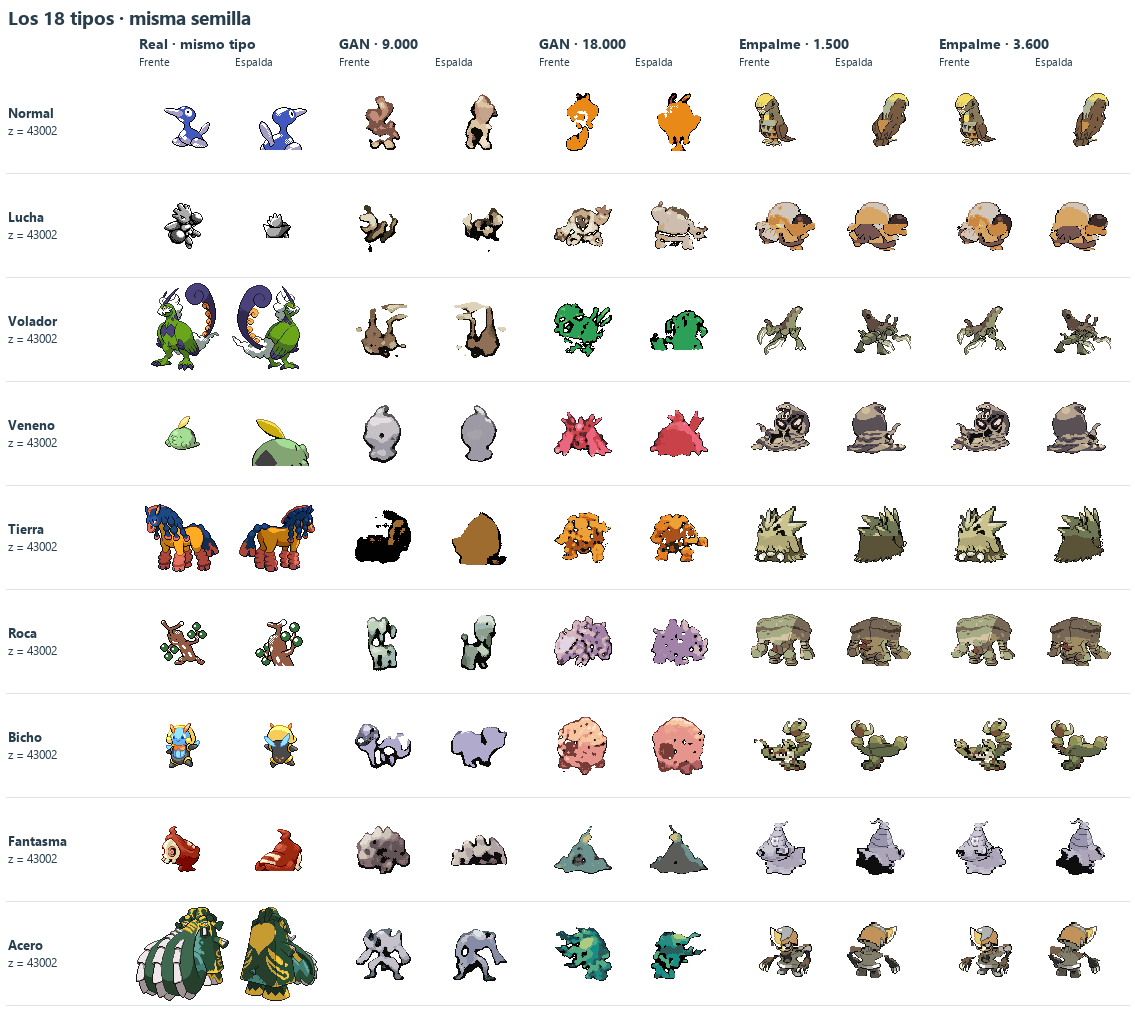 Los 18 tipos · misma semilla
Real · mismo tipo GAN · 9.000 GAN · 18.000 Empalme · 1.500 Empalme · 3.600
Frente Espalda Frente Espalda Frente Espalda Frente Espalda Frente Espalda
Normal
z = 43002
Lucha
z = 43002
Volador
z = 43002
Veneno
z = 43002
Tierra
z = 43002
Roca
z = 43002
Bicho
z = 43002
Fantasma
z = 43002
Acero
z = 43002